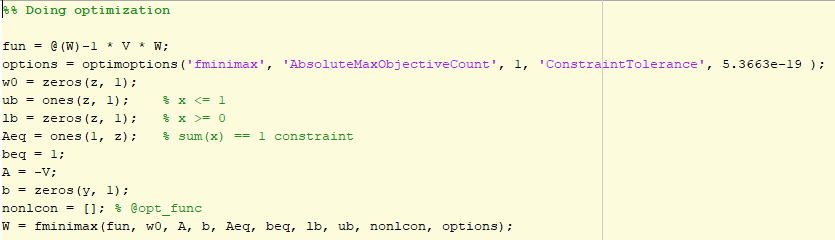 %% Doing optimization
fun = @(W)-1 * V * W;
options = optimoptions('fminimax', 'AbsoluteMaxObjectiveCount', 1, 'ConstraintTolerance', 5.3663e-19 );
w0 = zeros(z, 1);
ub = ones(z, 1);    % x <= 1
lb = zeros(z, 1);   % x >= 0
Aeq = ones(1, z);   % sum(x) == 1 constraint
beq = 1;
A = -V;
b = zeros(y, 1);
nonlcon = []; % @opt_func
W = fminimax(fun, w0, A, b, Aeq, beq, lb, ub, nonlcon, options);